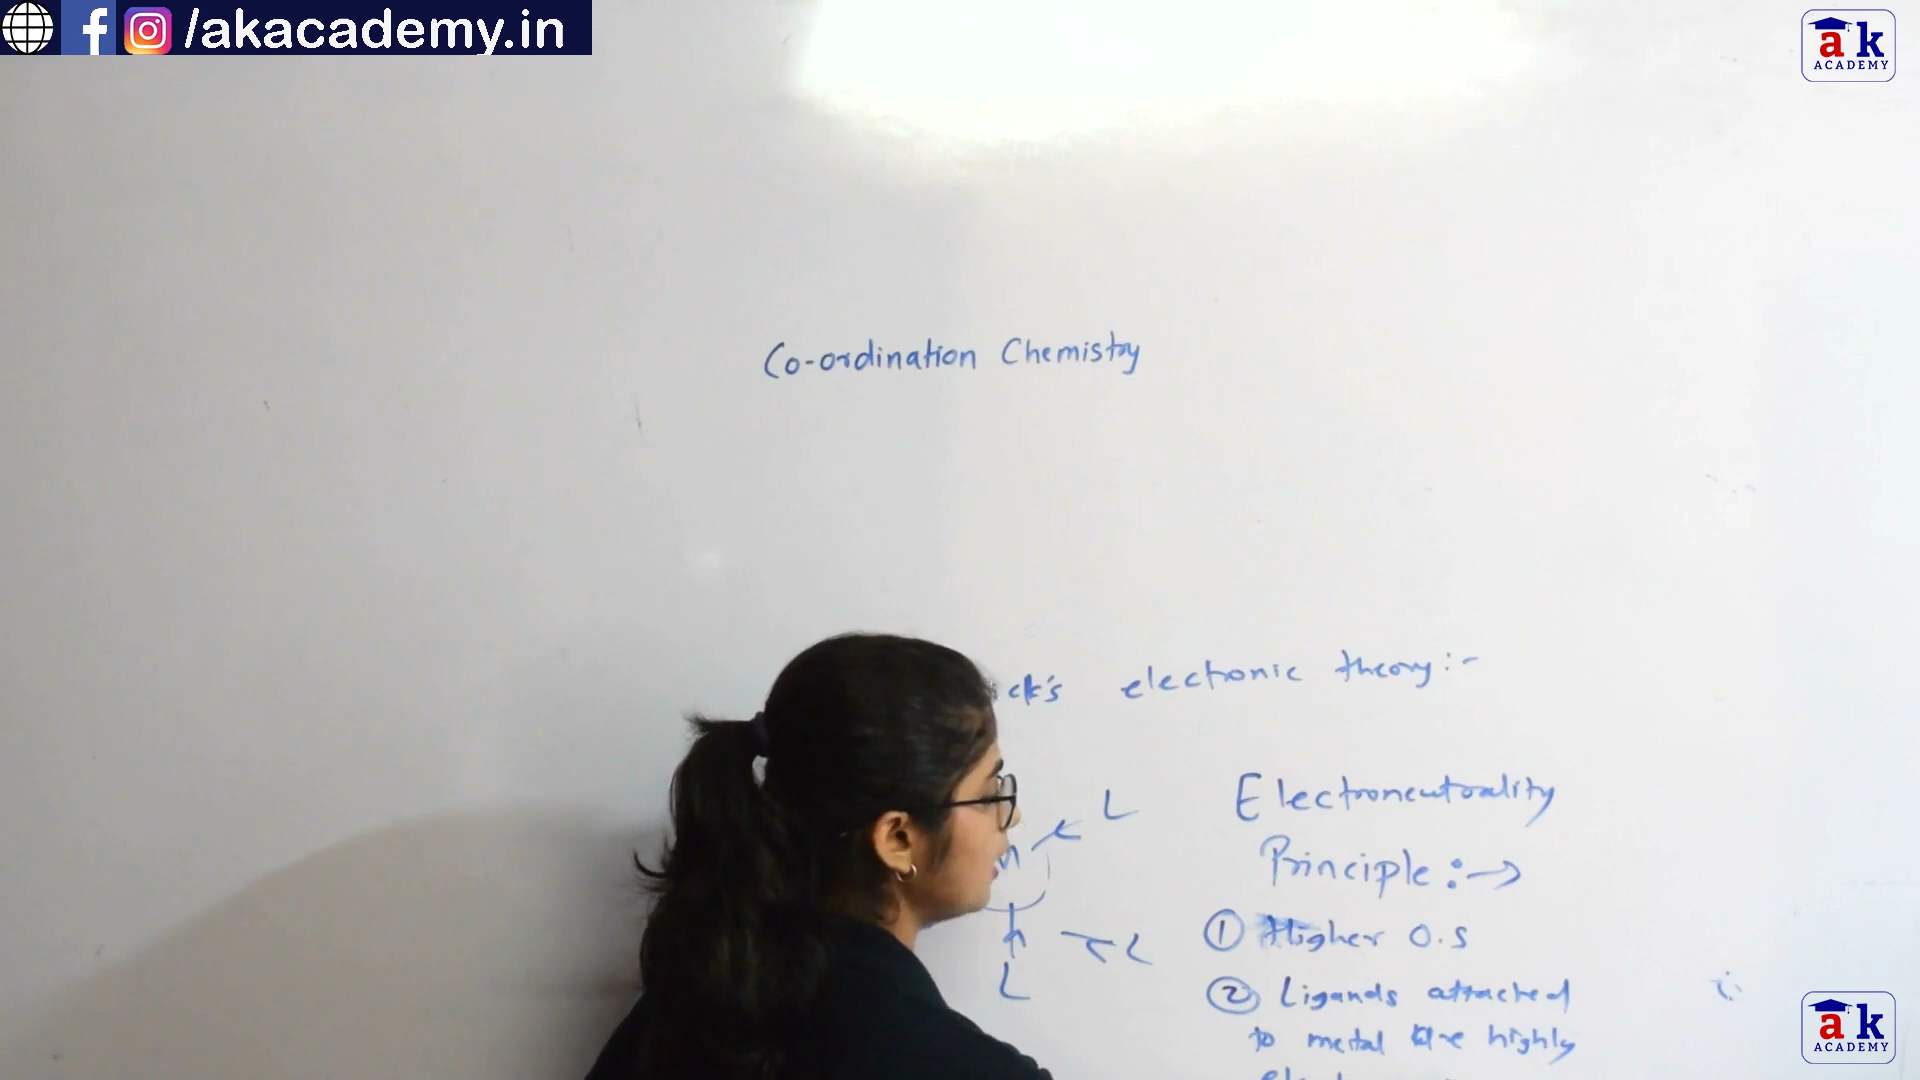 /akacademy.in
ak
ACADEMY
Co-ordination Chemistry
ck's electronic theory:-
L
Electroneutrality
Principle :→
① Higher O.S
L
L
② Ligands attached
to metal are highly
ak
ACADEMY